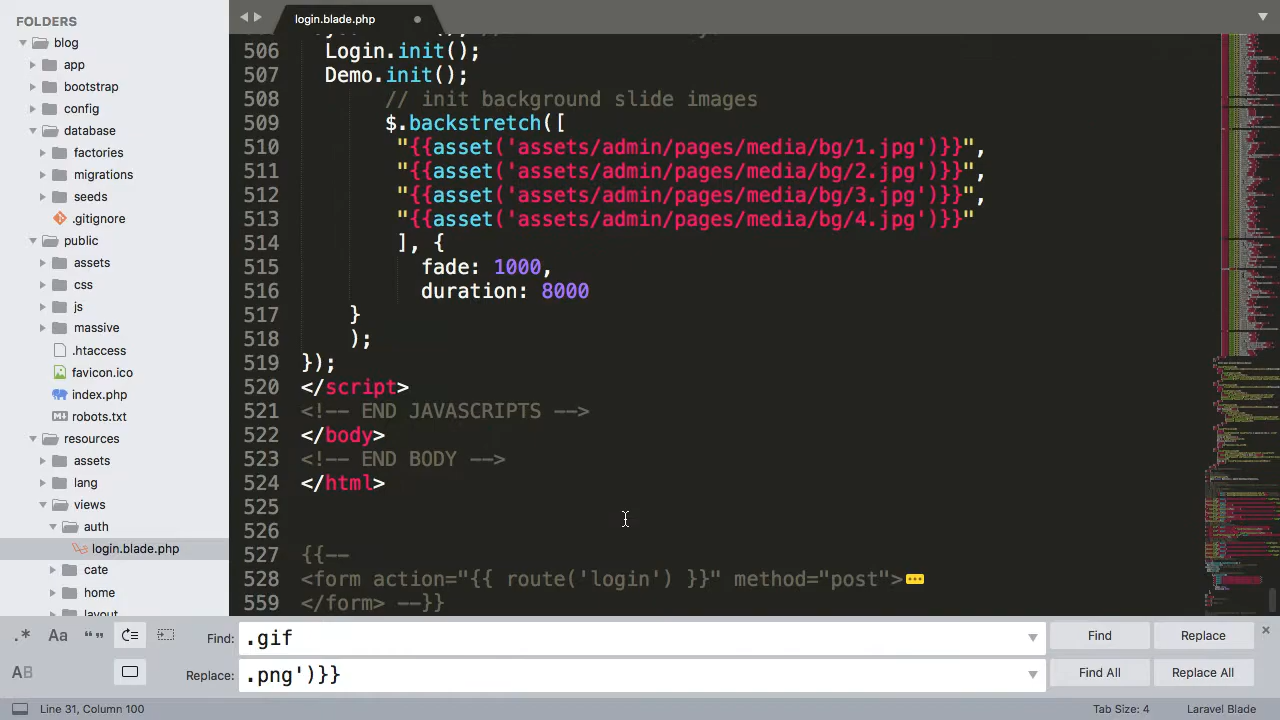 FOLDERS
blog
app
bootstrap
config
database
factories
migrations
seeds
.gitignore
public
assets
css
js
massive
.htaccess
favicon.ico
index.php
robots.txt
resources
assets
lang
views
auth
login.blade.php
cate
home
layout
login.blade.php
506 Login.init();
507 Demo.init();
508 // init background slide images
509 $.backstretch([
510 "{{asset('assets/admin/pages/media/bg/1.jpg')}}",
511 "{{asset('assets/admin/pages/media/bg/2.jpg')}}",
512 "{{asset('assets/admin/pages/media/bg/3.jpg')}}",
513 "{{asset('assets/admin/pages/media/bg/4.jpg')}}"
514 ], {
515 fade: 1000,
516 duration: 8000
517 }
518 );
519 });
520 </script>
521 <!-- END JAVASCRIPTS -->
522 </body>
523 <!-- END BODY -->
524 </html>
525
526
527 {{--
528 <form action="{{ route('login') }}" method="post">
559 </form> --}}
.* Aa “” Find: .gif Find Replace
AB Replace: .png')}} Find All Replace All
Line 31, Column 100 Tab Size: 4 Laravel Blade